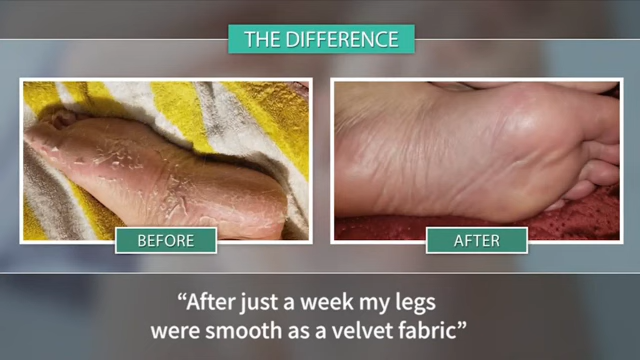 THE DIFFERENCE
BEFORE
AFTER
“After just a week my legs
were smooth as a velvet fabric”